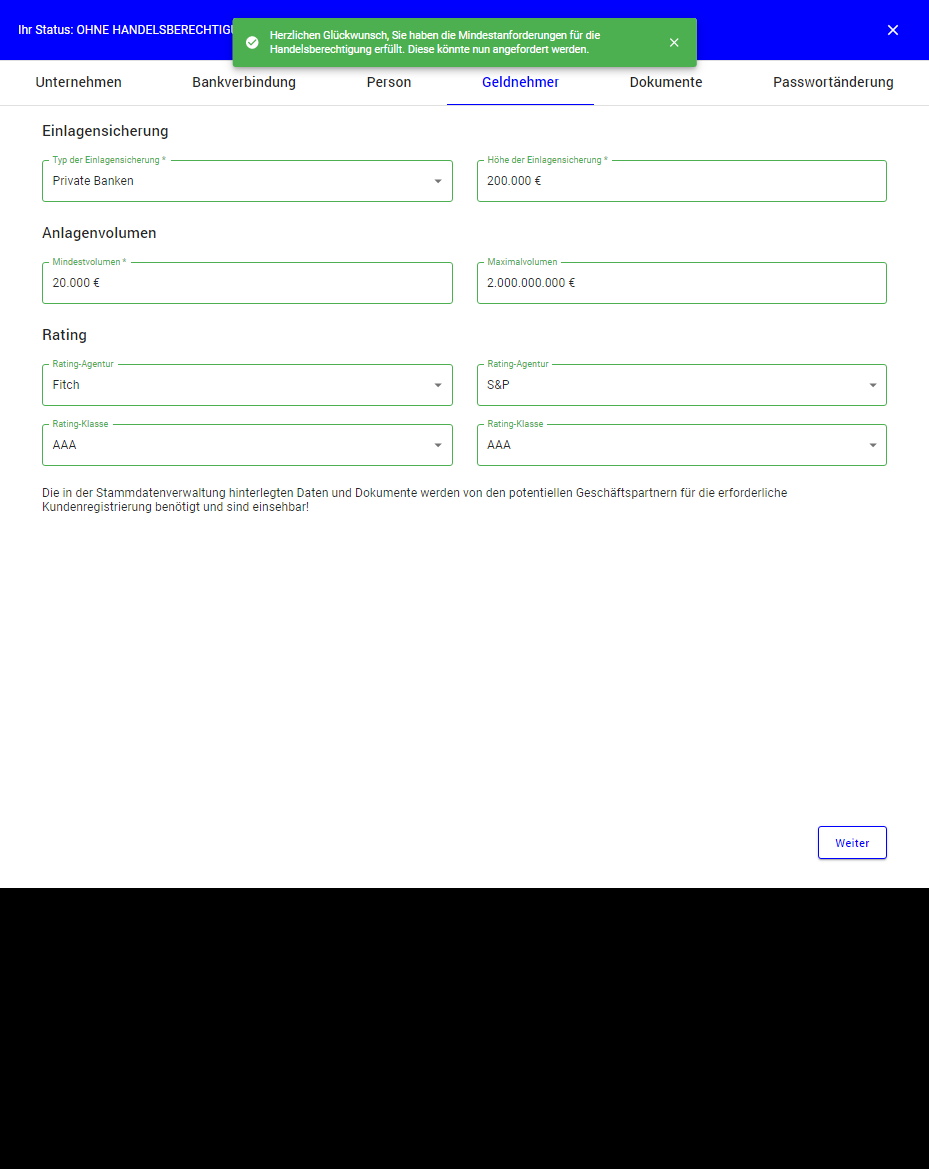 Ihr Status: OHNE
Herzlichen Glückwunsch, Sie haben die Mindestanforderungen für die
Handelsberechtigung erfüllt. Diese könnte nun angefordert werden.
Unternehmen
Bankverbindung
Person
Geldnehmer
Dokumente
Passwortänderung
Einlagensicherung
Typ der Einlagensicherung *
Private Banken
Höhe der Einlagensicherung *
200.000 €
Anlagenvolumen
Mindestvolumen *
20.000 €
Maximalvolumen
2.000.000.000 €
Rating
Rating-Agentur
Fitch
Rating-Agentur
S&P
Rating-Klasse
AAA
Rating-Klasse
AAA
Die in der Stammdatenverwaltung hinterlegten Daten und Dokumente werden von den potentiellen Geschäftspartnern für die erforderliche
Kundenregistrierung benötigt und sind einsehbar!
Weiter